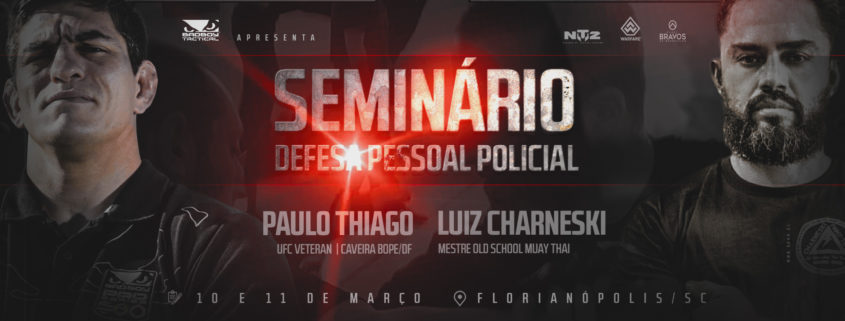 BADBOY
TACTICAL
APRESENTA
NTZ
WARFARE
BRAVOS
SEMINÁRIO
DEFESA PESSOAL POLICIAL
PAULO THIAGO
UFC VETERAN | CAVEIRA BOPE/DF
LUIZ CHARNESKI
MESTRE OLD SCHOOL MUAY THAI
10 E 11 DE MARÇO
FLORIANÓPOLIS/SC